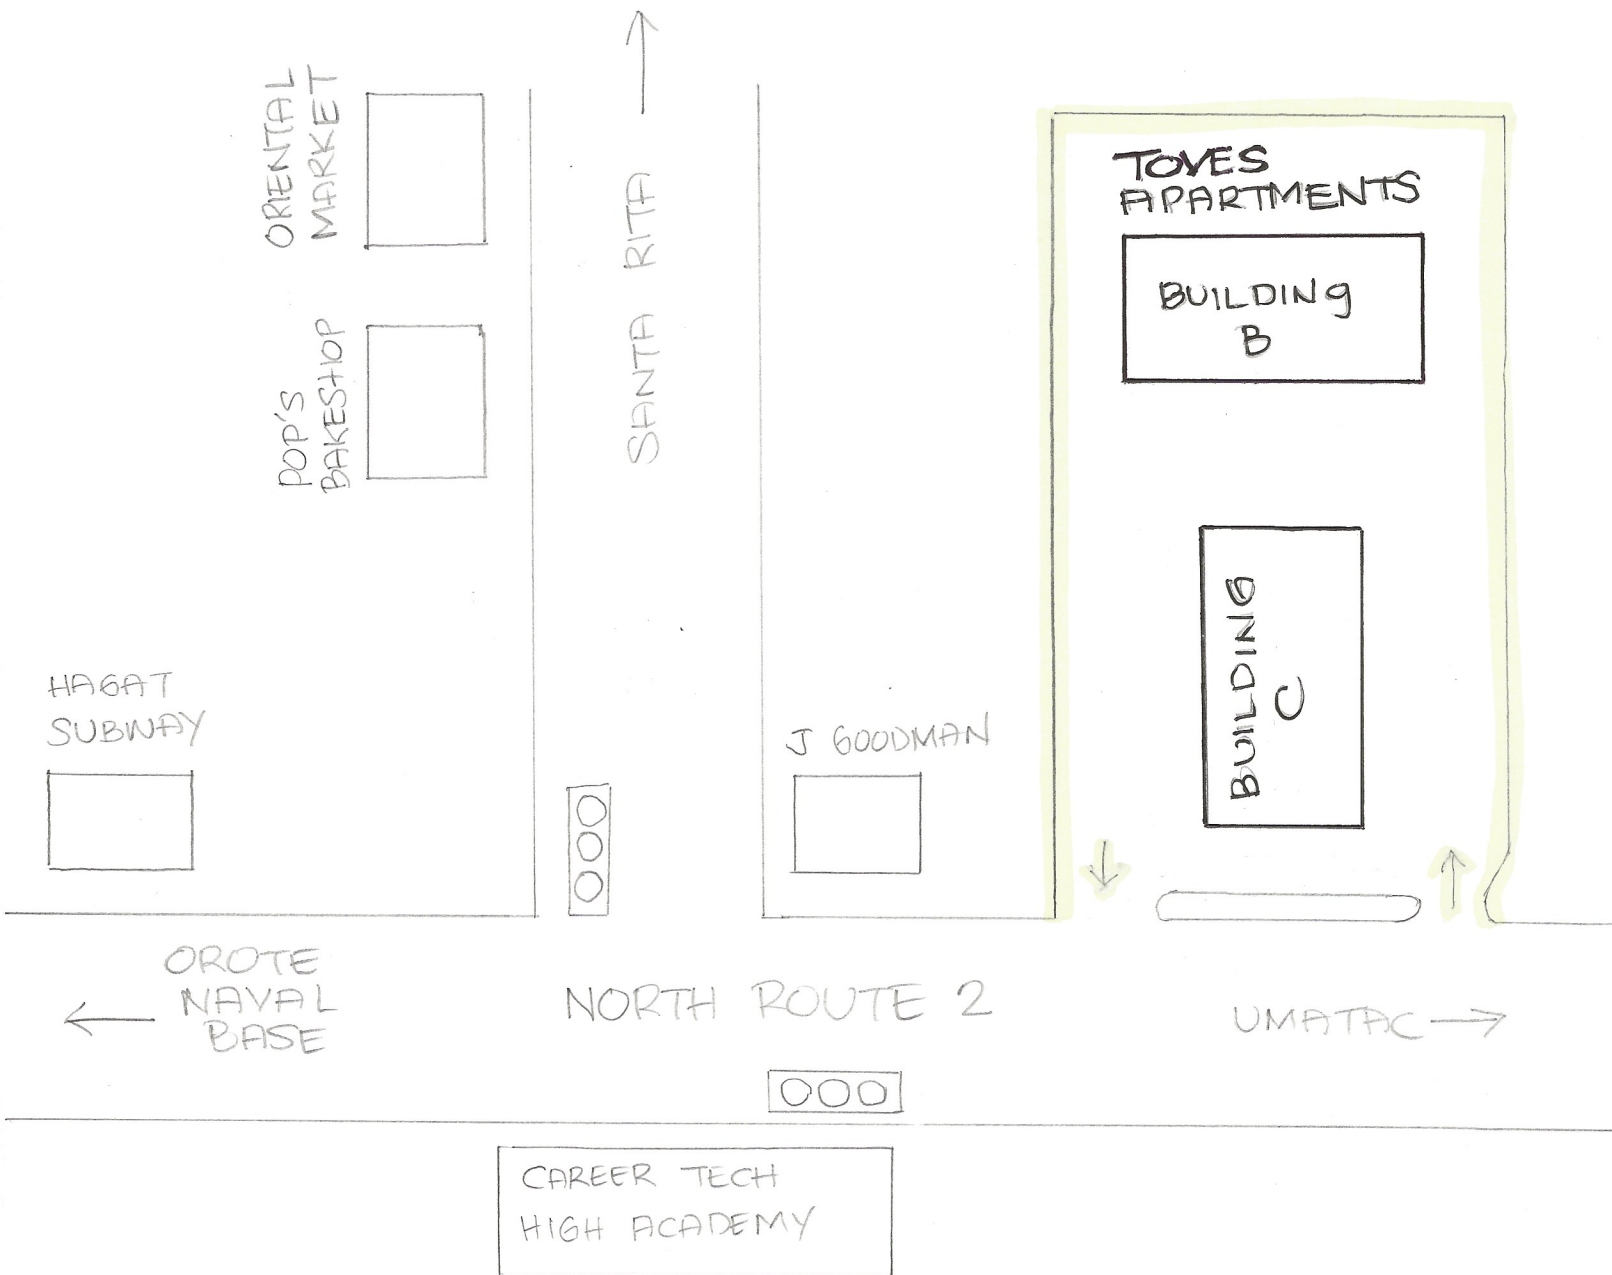 ORIENTAL
MARKET
POP'S
BAKESHOP
SANTA RITA
TOVES
APARTMENTS
BUILDING
B
BUILDING
C
HAGAT
SUBWAY
J GOODMAN
OROTE
NAVAL
BASE
NORTH ROUTE 2
UMATAC
CAREER TECH
HIGH ACADEMY